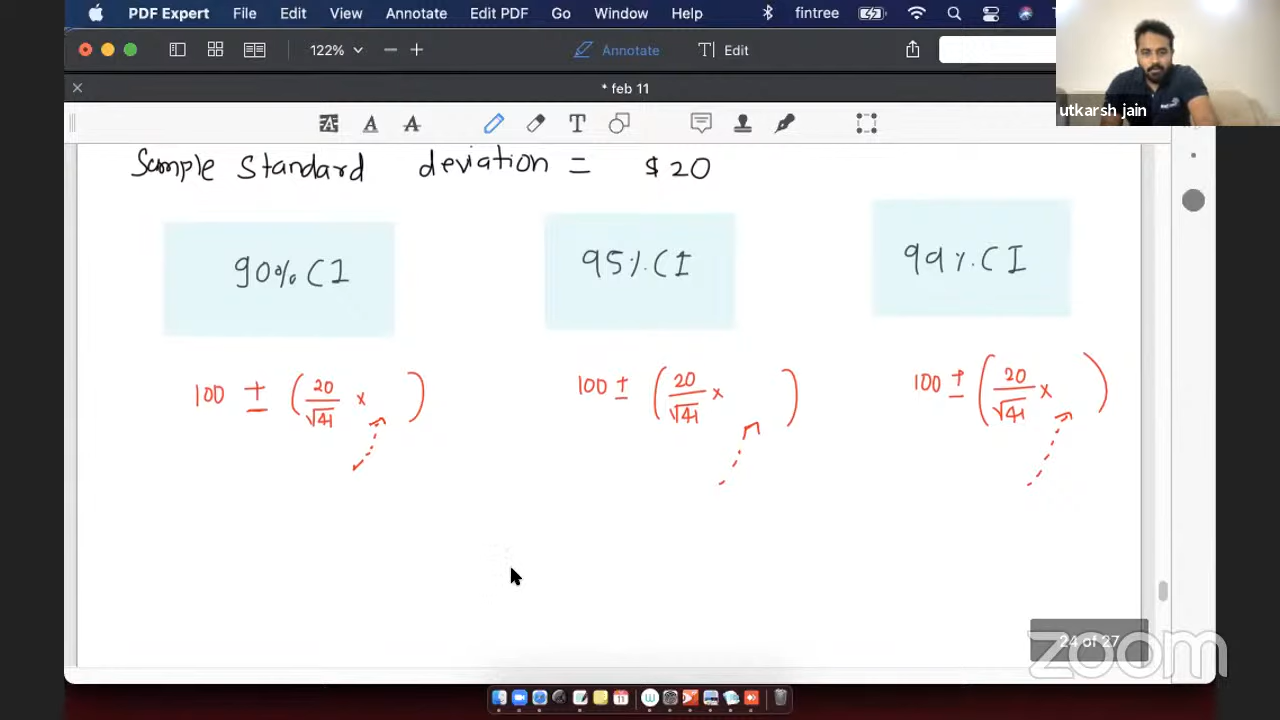 PDF Expert File Edit View Annotate Edit PDF Go Window Help fintree
122% Annotate T Edit
* feb 11
utkarsh jain
Sample Standard deviation = $20
90% CI 95% CI 99% CI
100 ± (20/√41 × ) 100 ± (20/√41 × ) 100 ± (20/√41 × )
24 of 27
zoom